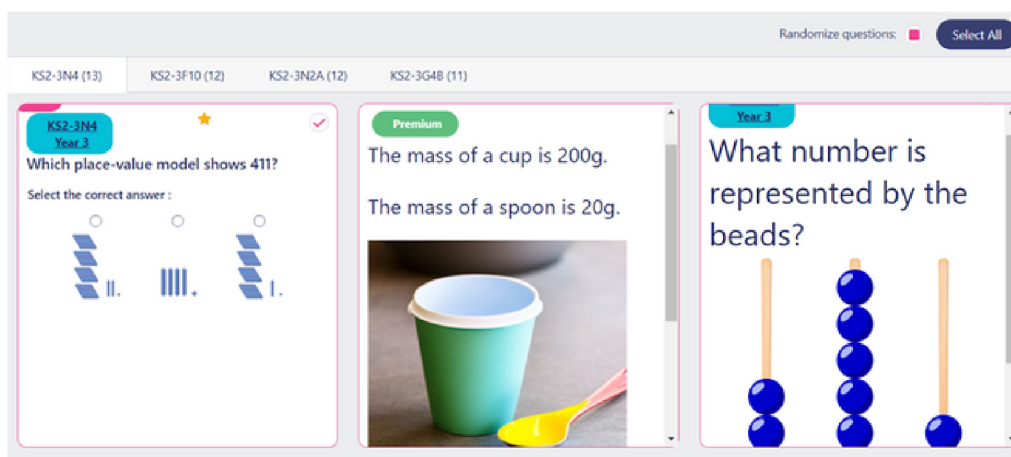 Randomize questions:
Select All
KS2-3N4 (13)
KS2-3F10 (12)
KS2-3N2A (12)
KS2-3G4B (11)
KS2-3N4
Year 3
Which place-value model shows 411?
Select the correct answer :
Premium
The mass of a cup is 200g.
The mass of a spoon is 20g.
Year 3
What number is
represented by the
beads?